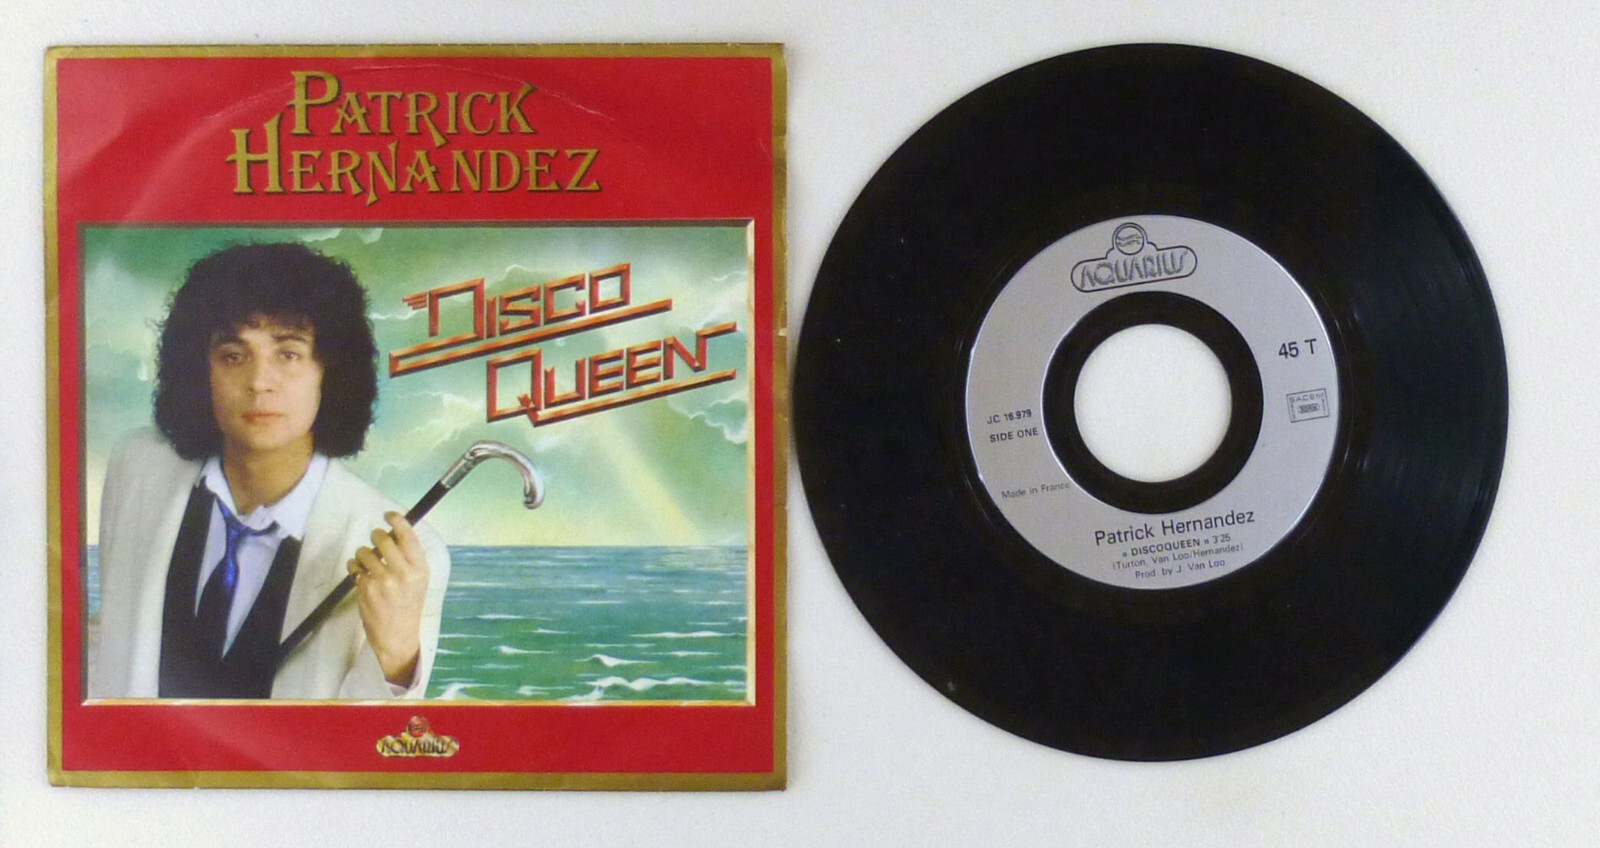 PATRICK
HERNANDEZ
DISCO
QUEEN
AQUARIUS
AQUARIUS
45 T
SACEM
JC 16.979
SIDE ONE
Made in France
Patrick Hernandez
« DISCOQUEEN » 3'25
(Turton, Van Loo/Hernandez)
Prod. by J. Van Loo